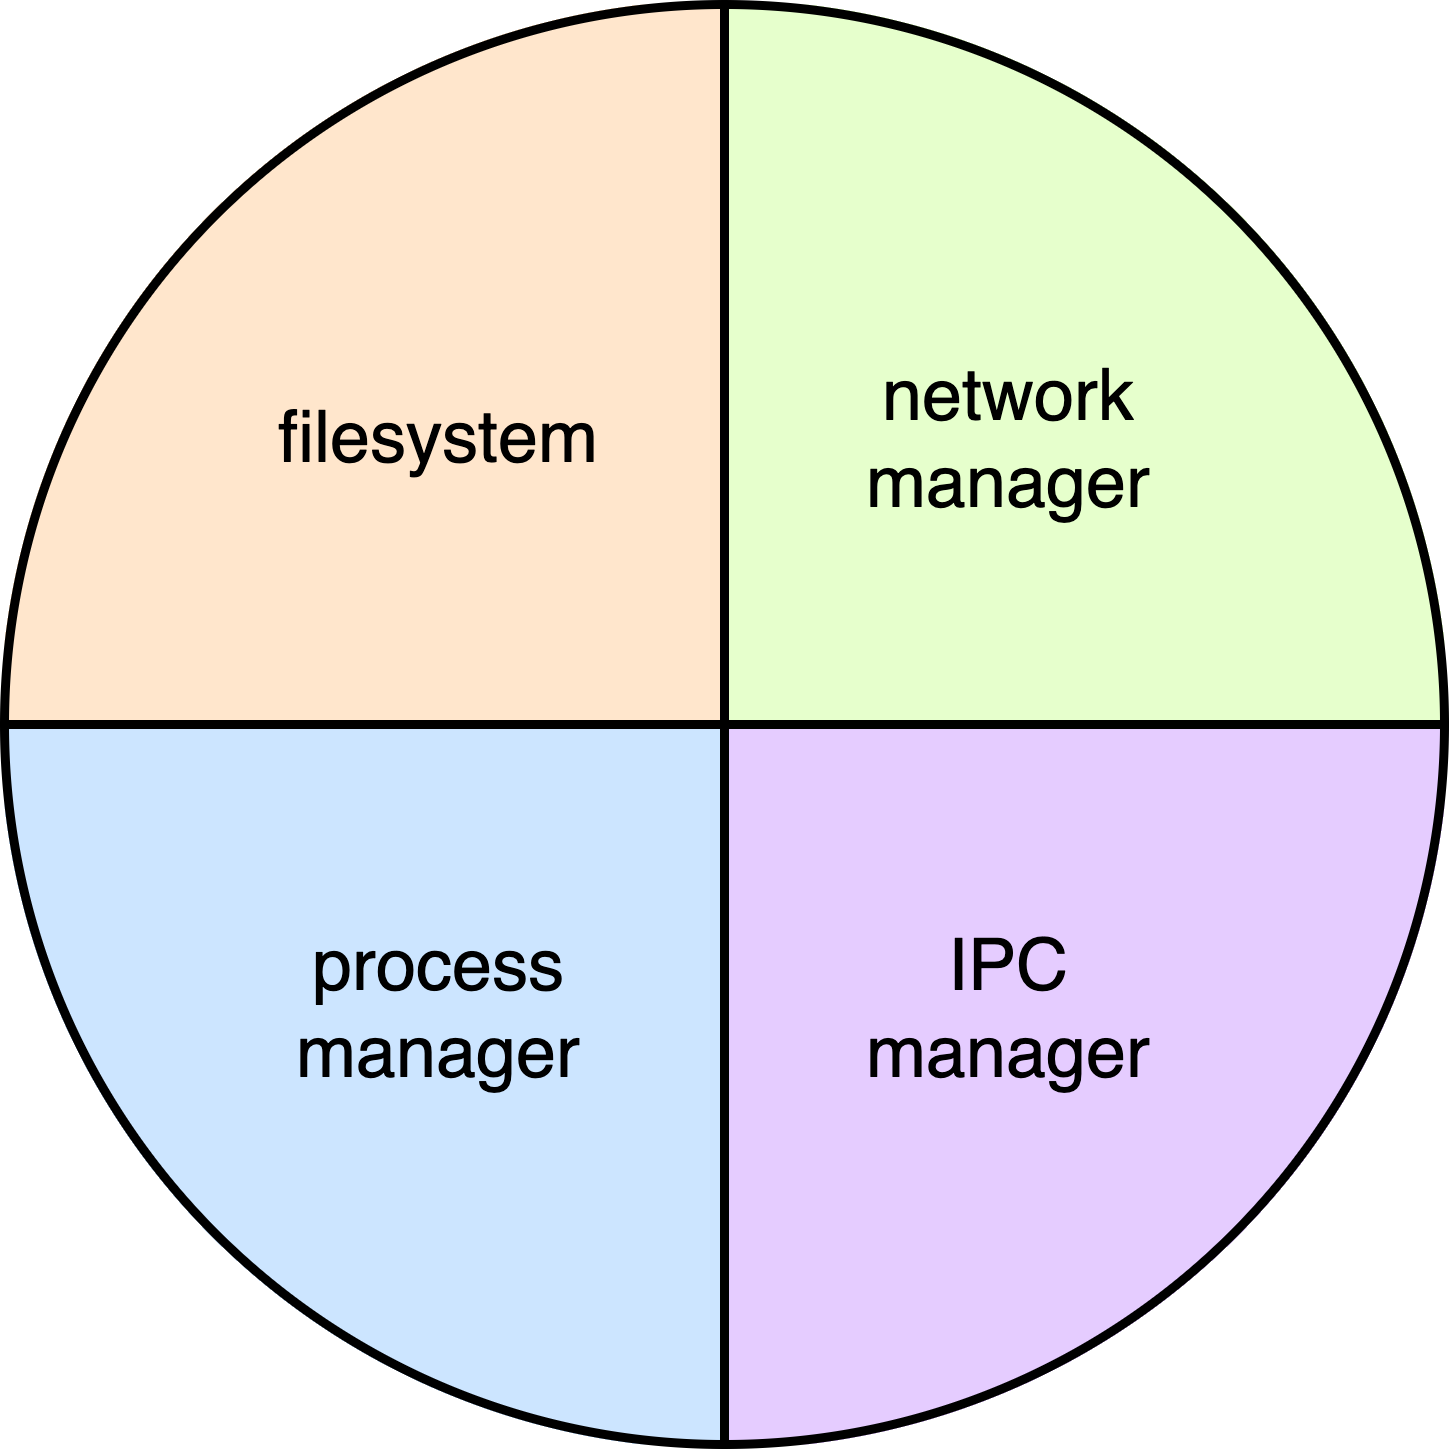 filesystem
network
manager
process
manager
IPC
manager